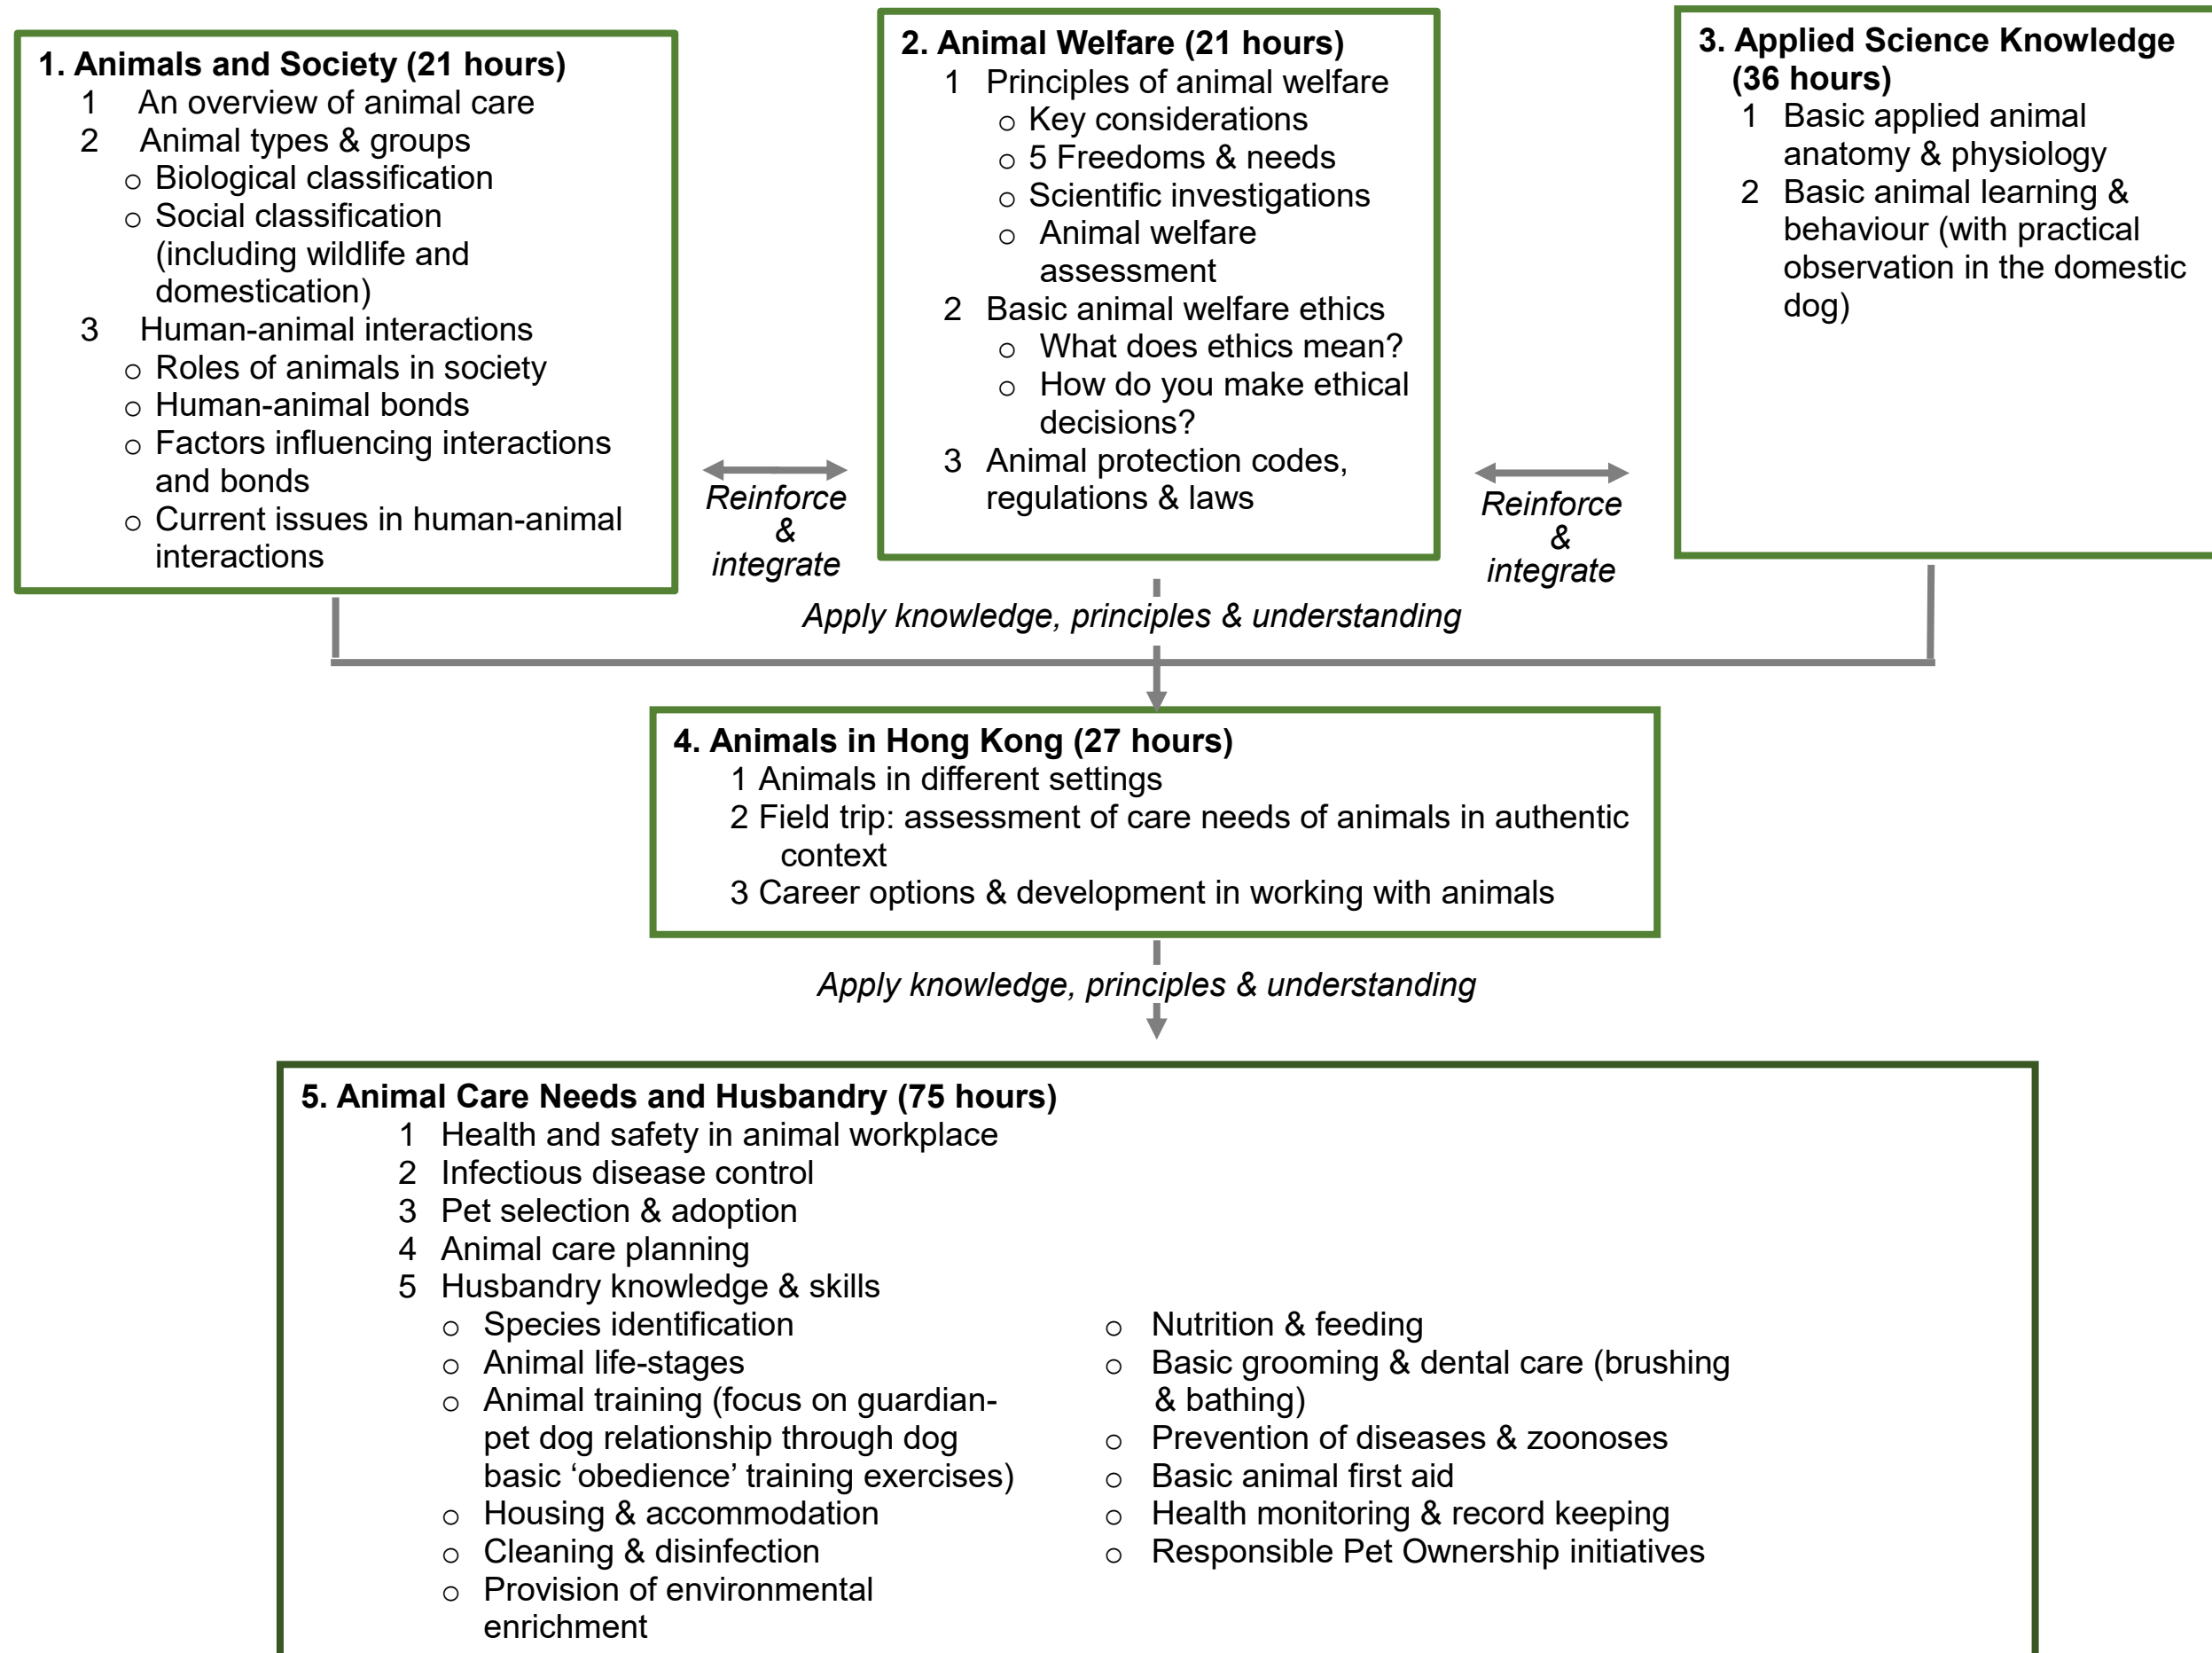 1. Animals and Society (21 hours)
1 An overview of animal care
2 Animal types & groups
o Biological classification
o Social classification
(including wildlife and
domestication)
3 Human-animal interactions
o Roles of animals in society
o Human-animal bonds
o Factors influencing interactions
and bonds
o Current issues in human-animal
interactions
Reinforce
&
integrate
2. Animal Welfare (21 hours)
1 Principles of animal welfare
o Key considerations
o 5 Freedoms & needs
o Scientific investigations
o Animal welfare
assessment
2 Basic animal welfare ethics
o What does ethics mean?
o How do you make ethical
decisions?
3 Animal protection codes,
regulations & laws
Reinforce
&
integrate
3. Applied Science Knowledge
(36 hours)
1 Basic applied animal
anatomy & physiology
2 Basic animal learning &
behaviour (with practical
observation in the domestic
dog)
Apply knowledge, principles & understanding
4. Animals in Hong Kong (27 hours)
1 Animals in different settings
2 Field trip: assessment of care needs of animals in authentic
context
3 Career options & development in working with animals
Apply knowledge, principles & understanding
5. Animal Care Needs and Husbandry (75 hours)
1 Health and safety in animal workplace
2 Infectious disease control
3 Pet selection & adoption
4 Animal care planning
5 Husbandry knowledge & skills
o Species identification
o Animal life-stages
o Animal training (focus on guardian-
pet dog relationship through dog
basic ‘obedience’ training exercises)
o Housing & accommodation
o Cleaning & disinfection
o Provision of environmental
enrichment
o Nutrition & feeding
o Basic grooming & dental care (brushing
& bathing)
o Prevention of diseases & zoonoses
o Basic animal first aid
o Health monitoring & record keeping
o Responsible Pet Ownership initiatives